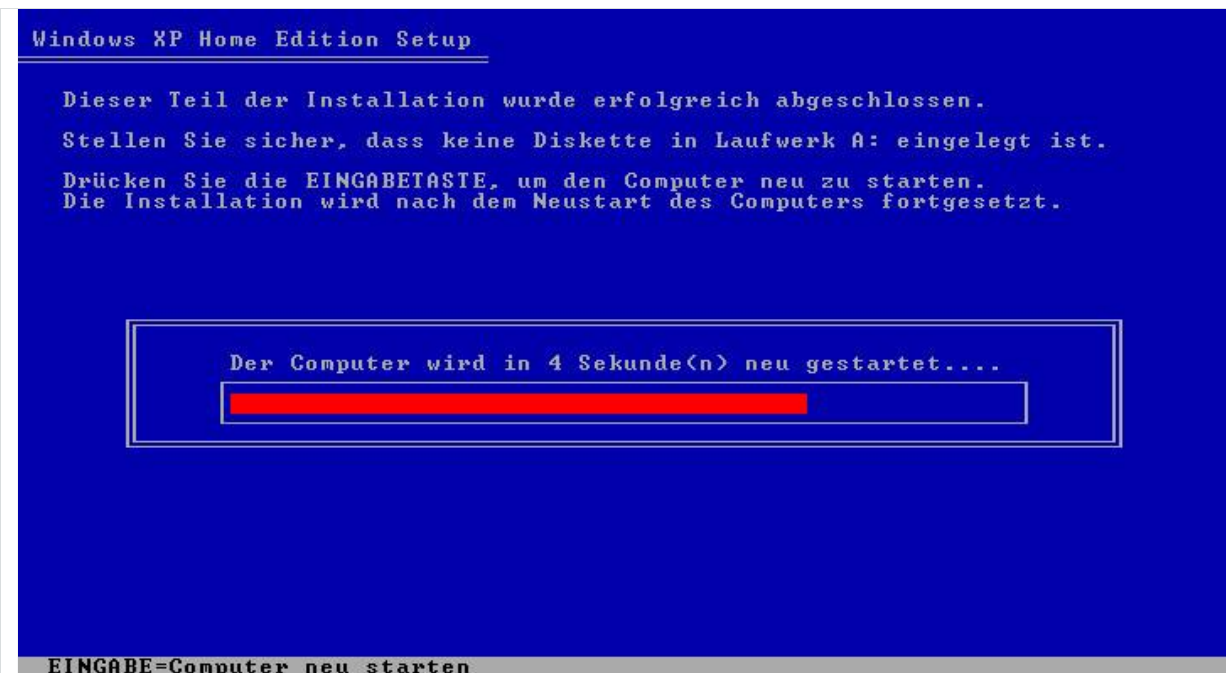 Windows XP Home Edition Setup
Dieser Teil der Installation wurde erfolgreich abgeschlossen.
Stellen Sie sicher, dass keine Diskette in Laufwerk A: eingelegt ist.
Drücken Sie die EINGABETASTE, um den Computer neu zu starten.
Die Installation wird nach dem Neustart des Computers fortgesetzt.
Der Computer wird in 4 Sekunde(n) neu gestartet....
EINGABE=Computer neu starten